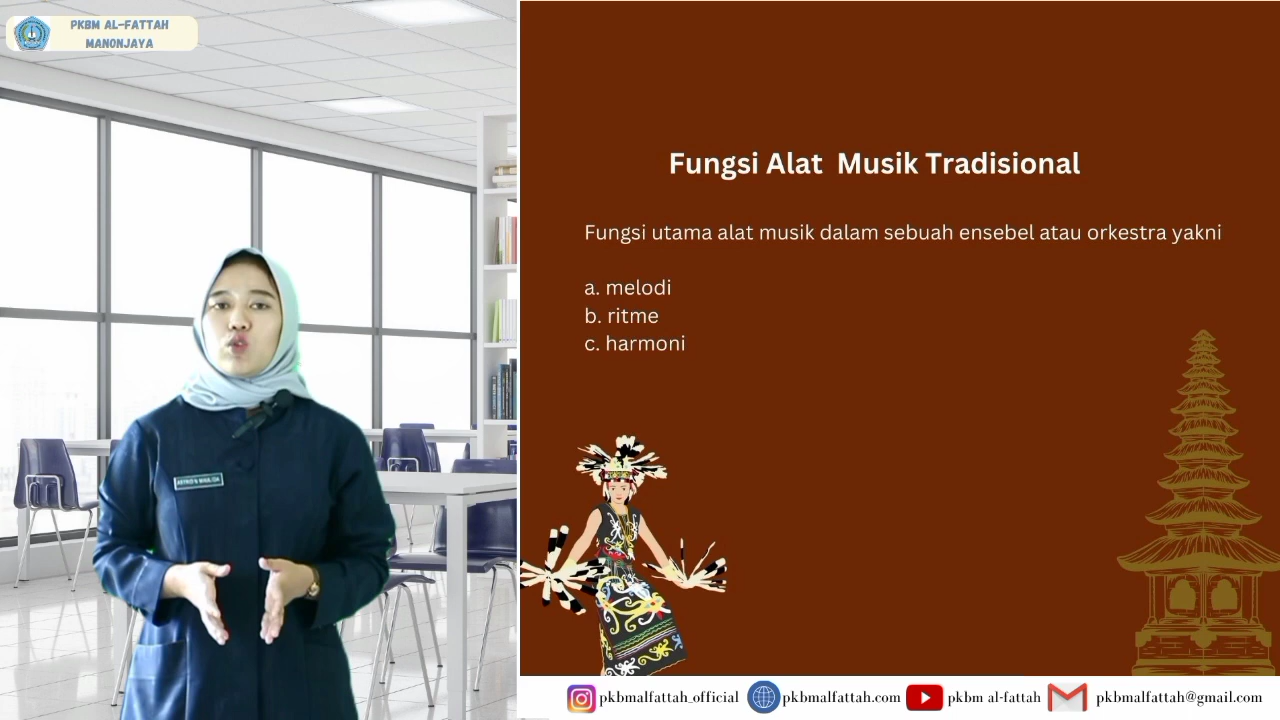 PKBM AL-FATTAH
MANONJAYA
Fungsi Alat Musik Tradisional
Fungsi utama alat musik dalam sebuah ensebel atau orkestra yakni
a. melodi
b. ritme
c. harmoni
pkbmalfattah_official
pkbmalfattah.com
pkbm al-fattah
pkbmalfattah@gmail.com